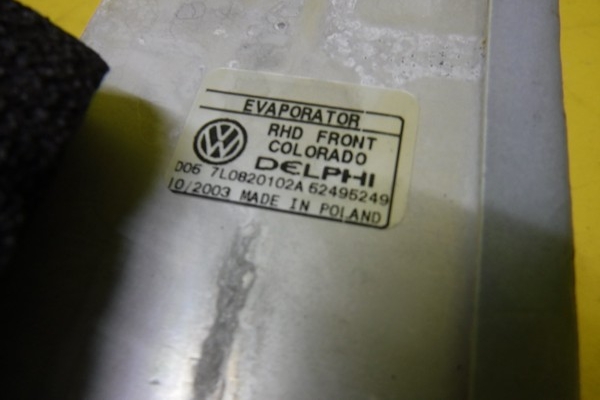 EVAPORATOR
RHD FRONT
COLORADO
DELPHI
D06 7L0820102A 52495249
10/2003 MADE IN POLAND